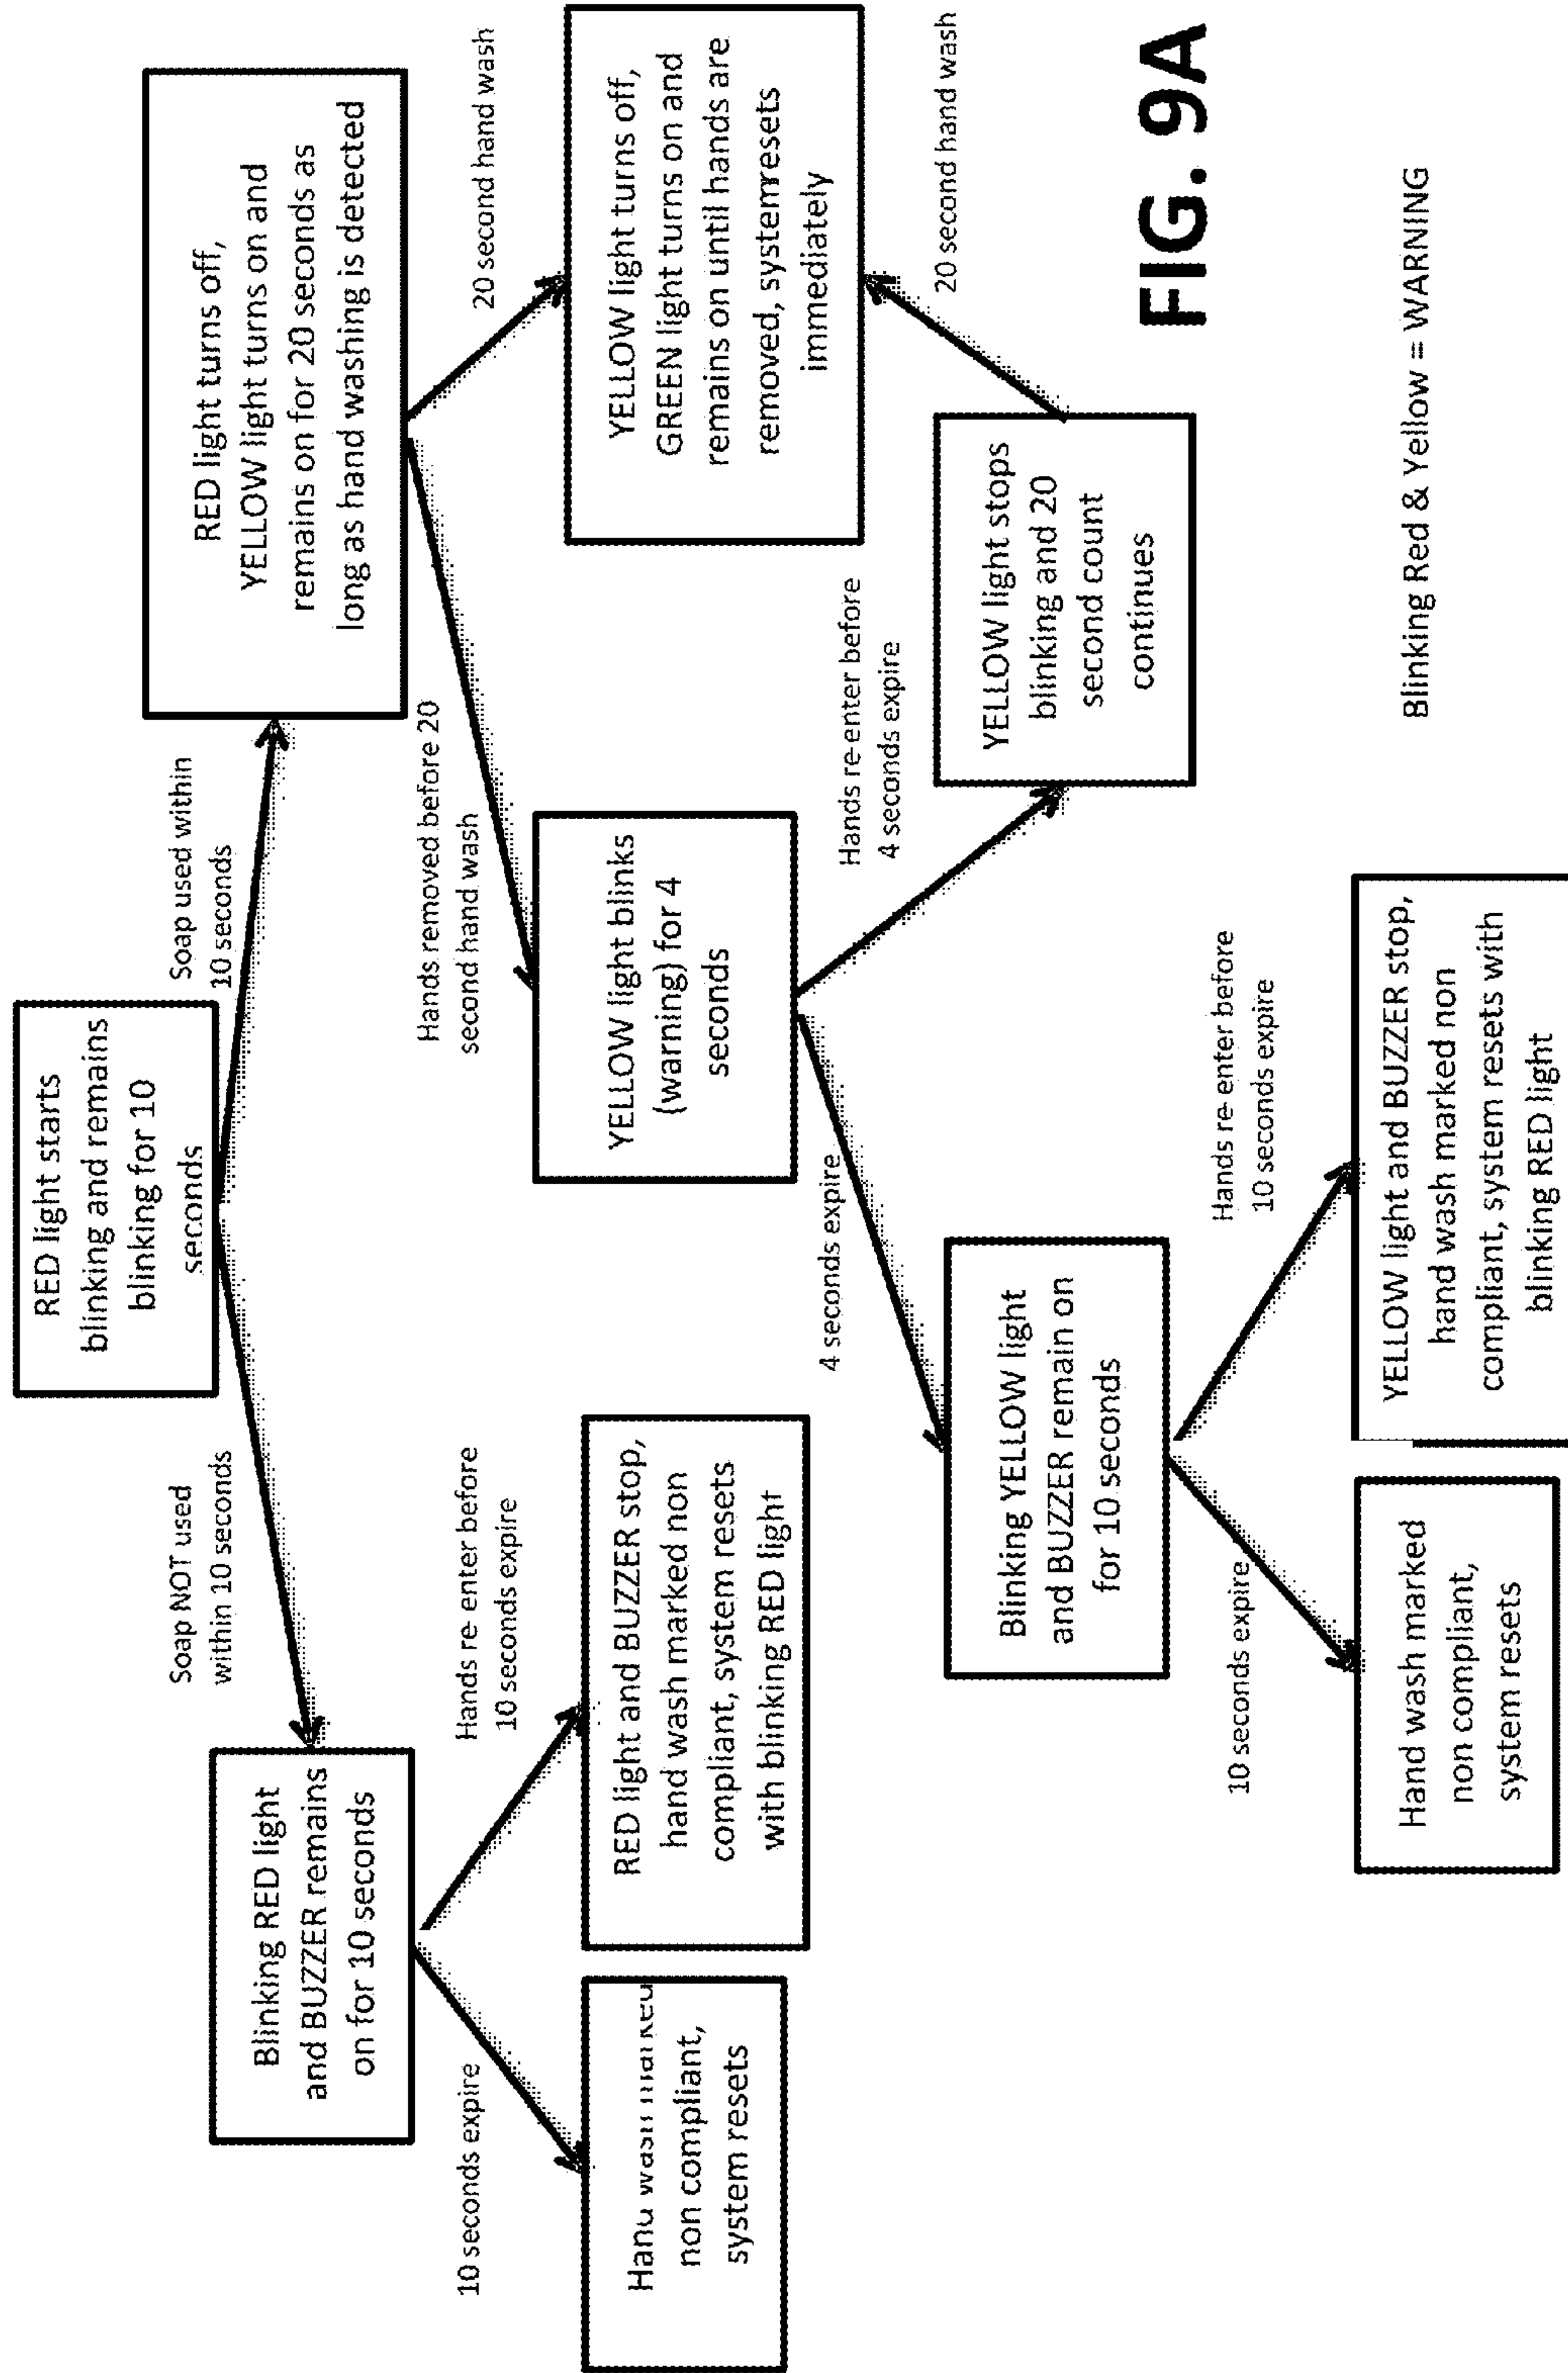 RED light starts
blinking and remains
blinking for 10
seconds
Soap NOT used
within 10 seconds
Soap used within
10 seconds
Blinking RED light
and BUZZER remains
on for 10 seconds
RED light turns off,
YELLOW light turns on and
remains on for 20 seconds as
long as hand washing is detected
10 seconds expire
Hands re-enter before
10 seconds expire
Hands removed before 20
second hand wash
20 second hand wash
Hand wash marked
non compliant,
system resets
RED light and BUZZER stop,
hand wash marked non
compliant, system resets
with blinking RED light
YELLOW light blinks
(warning) for 4
seconds
YELLOW light turns off,
GREEN light turns on and
remains on until hands are
removed, systemresets
immediately
4 seconds expire
Hands re-enter before
4 seconds expire
20 second hand wash
Blinking YELLOW light
and BUZZER remain on
for 10 seconds
YELLOW light stops
blinking and 20
second count
continues
10 seconds expire
Hands re-enter before
10 seconds expire
Hand wash marked
non compliant,
system resets
YELLOW light and BUZZER stop,
hand wash marked non
compliant, system resets with
blinking RED light
FIG. 9A
Blinking Red & Yellow = WARNING